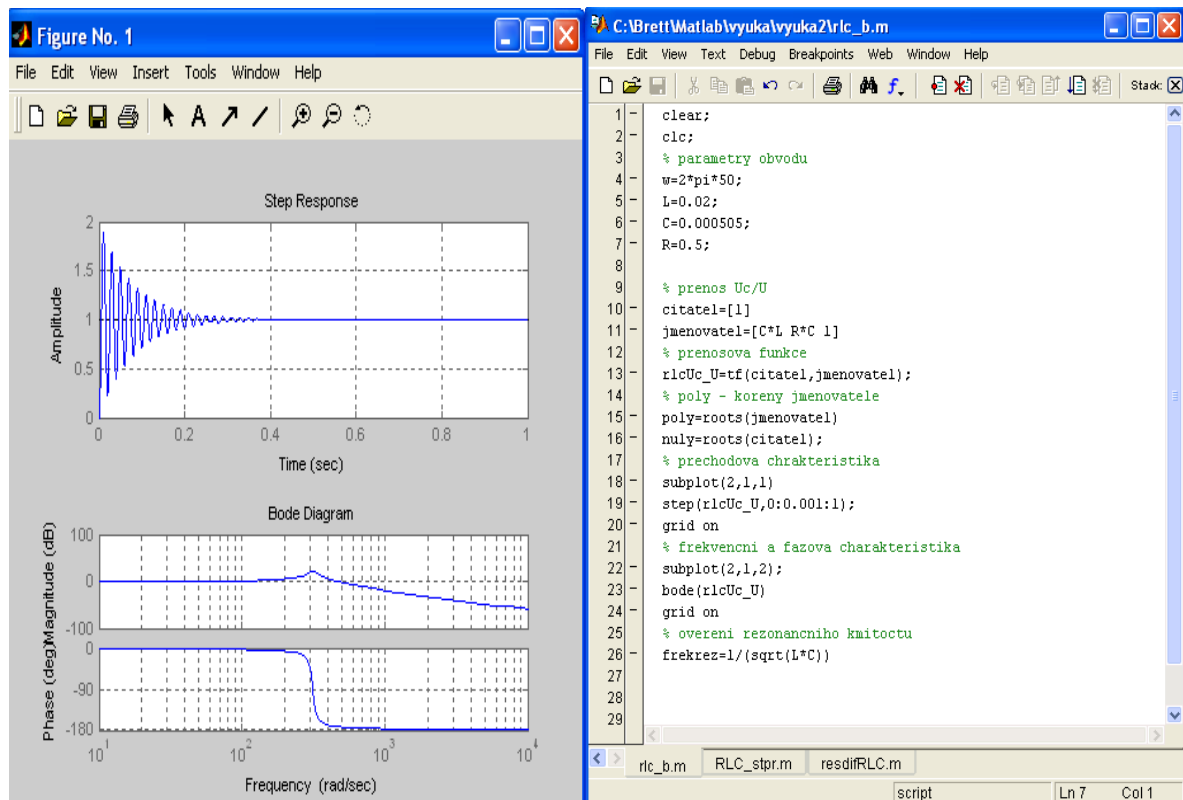 Figure No. 1
File Edit View Insert Tools Window Help
Step Response
Amplitude
2
1.5
1
0.5
0
0 0.2 0.4 0.6 0.8 1
Time (sec)
Bode Diagram
Phase (deg)Magnitude (dB)
100
0
-100
0
-90
-180
10^1 10^2 10^3 10^4
Frequency (rad/sec)
C:\Brett\Matlab\vyuka\vyuka2\rlc_b.m
File Edit View Text Debug Breakpoints Web Window Help
Stack:
1 - clear;
2 - clc;
3 % parametry obvodu
4 - w=2*pi*50;
5 - L=0.02;
6 - C=0.000505;
7 - R=0.5;
8
9 % prenos Uc/U
10 - citatel=[1]
11 - jmenovatel=[C*L R*C 1]
12 % prenosova funkce
13 - rlcUc_U=tf(citatel,jmenovatel);
14 % poly - koreny jmenovatele
15 - poly=roots(jmenovatel)
16 - nuly=roots(citatel);
17 % prechodova chrakteristika
18 - subplot(2,1,1)
19 - step(rlcUc_U,0:0.001:1);
20 - grid on
21 % frekvencni a fazova charakteristika
22 - subplot(2,1,2);
23 - bode(rlcUc_U)
24 - grid on
25 % overeni rezonancniho kmitoctu
26 - frekrez=1/(sqrt(L*C))
27
28
29
rlc_b.m RLC_stpr.m resdifRLC.m
script Ln 7 Col 1